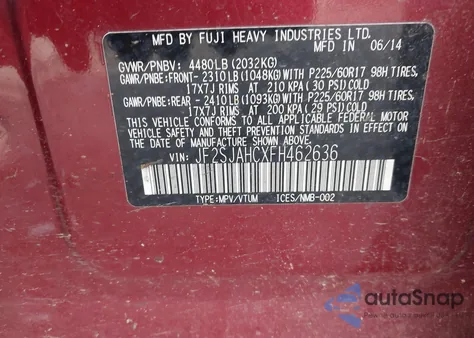 MFD BY FUJI HEAVY INDUSTRIES LTD.
MFD IN 06/14
GVWR/PNBV: 4480LB (2032KG)
GAWR/PNBE:FRONT-2310LB(1048KG)WITH P225/60R17 98H TIRES,
17X7J RIMS AT 210 KPA (30 PSI)COLD
GAWR/PNBE:REAR -2410LB(1093KG)WITH P225/60R17 98H TIRES,
17X7J RIMS AT 200 KPA (29 PSI)COLD
THIS VEHICLE CONFORMS TO ALL APPLICABLE FEDERAL MOTOR
VEHICLE SAFETY, BUMPER, AND THEFT PREVENTION STANDARDS
IN EFFECT ON THE DATE OF MANUFACTURE SHOWN ABOVE.
VIN: JF2SJAHCXFH462636
TYPE:MPV/VTUM ICES/NMB-002
autoSnap